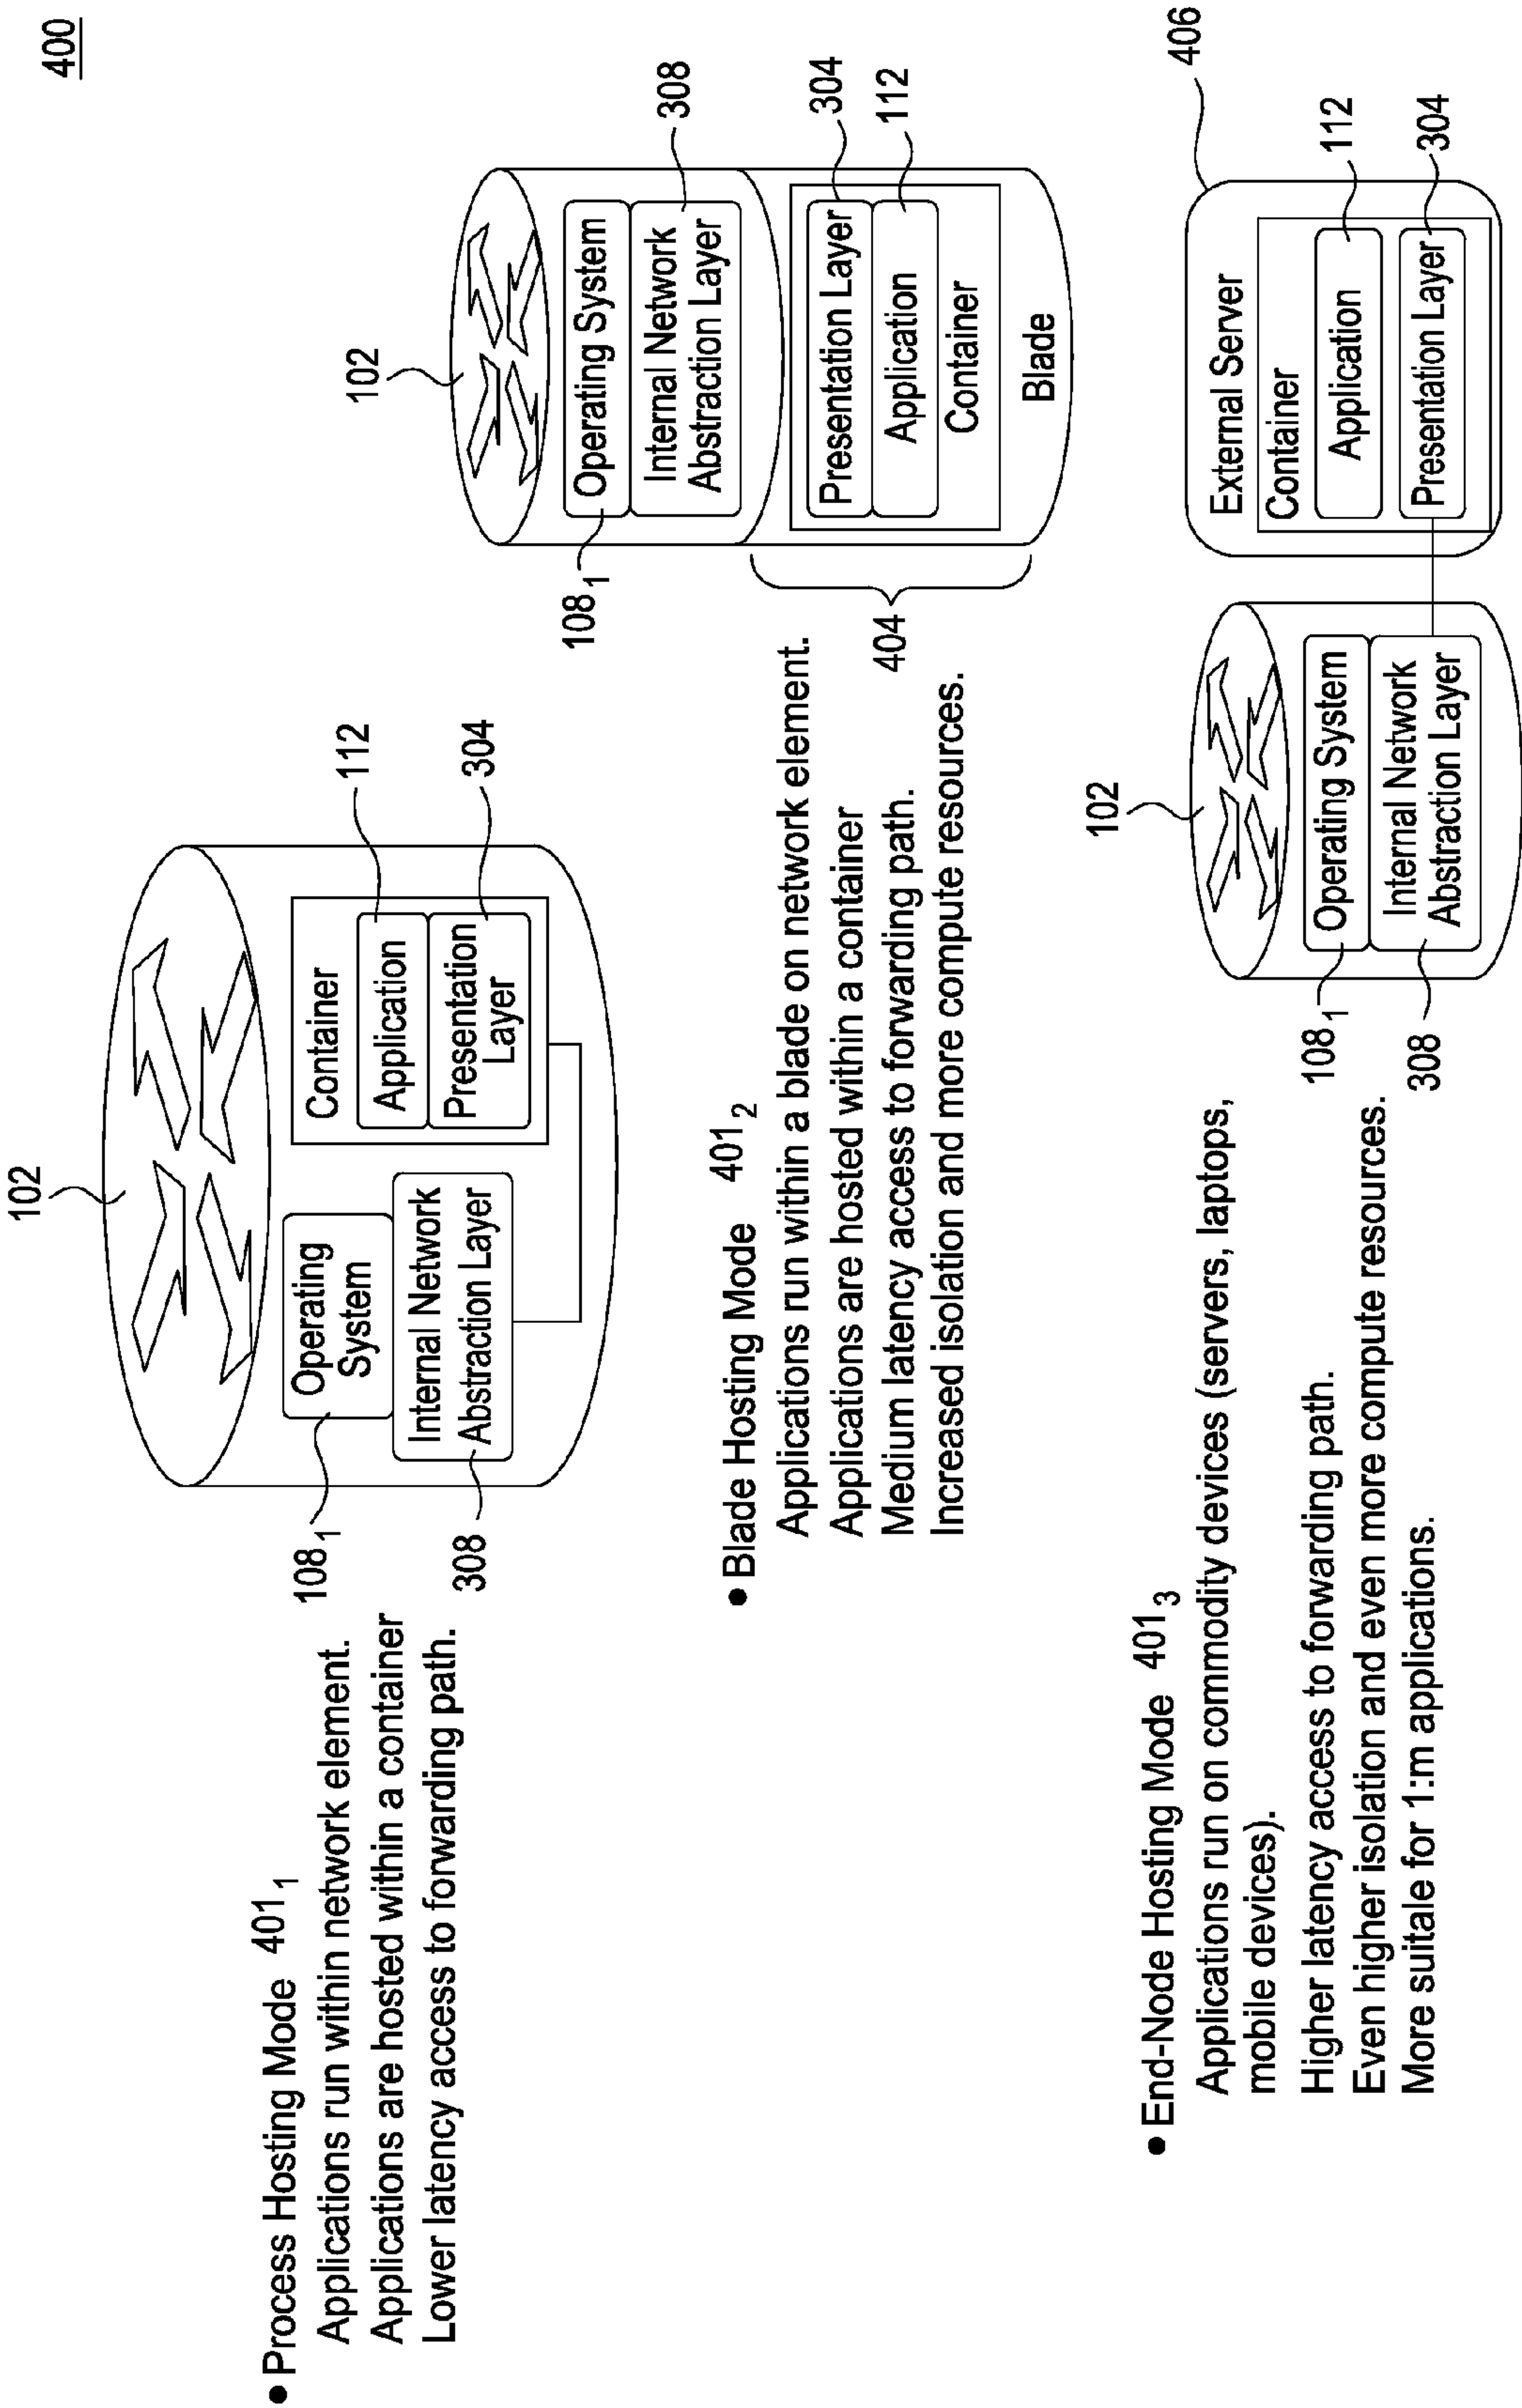 400
102
Operating
System
Internal Network
Abstraction Layer
Container
Application
Presentation
Layer
112
304
108₁
308
• Process Hosting Mode 401₁
Applications run within network element.
Applications are hosted within a container
Lower latency access to forwarding path.
102
Operating System
Internal Network
Abstraction Layer
308
Presentation Layer
Application
Container
Blade
304
112
108₁
404
• Blade Hosting Mode 401₂
Applications run within a blade on network element.
Applications are hosted within a container
Medium latency access to forwarding path.
Increased isolation and more compute resources.
102
Operating System
Internal Network
Abstraction Layer
108₁
308
External Server
Container
Application
Presentation Layer
406
112
304
• End-Node Hosting Mode 401₃
Applications run on commodity devices (servers, laptops,
mobile devices).
Higher latency access to forwarding path.
Even higher isolation and even more compute resources.
More suitale for 1:m applications.